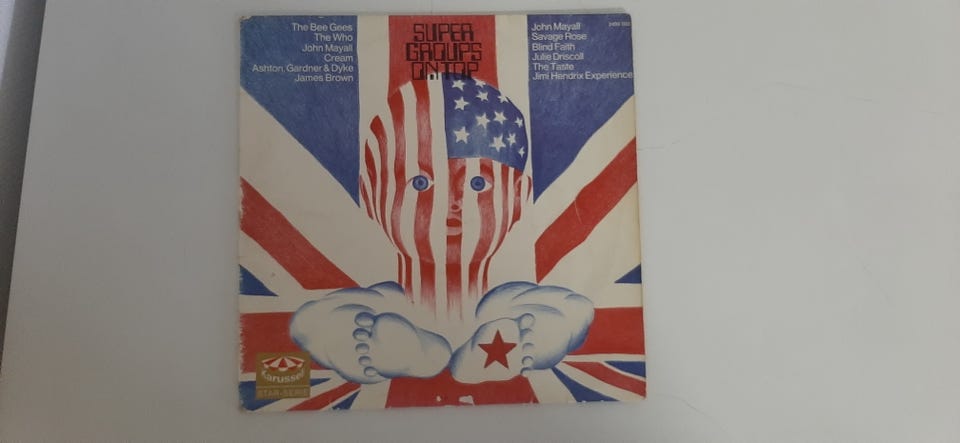 The Bee Gees
The Who
John Mayall
Cream
Ashton, Gardner & Dyke
James Brown
SUPER
GROUPS
ON TOP
John Mayall
Savage Rose
Blind Faith
Julie Driscoll
The Taste
Jimi Hendrix Experience
karussell
STAR-SERIE